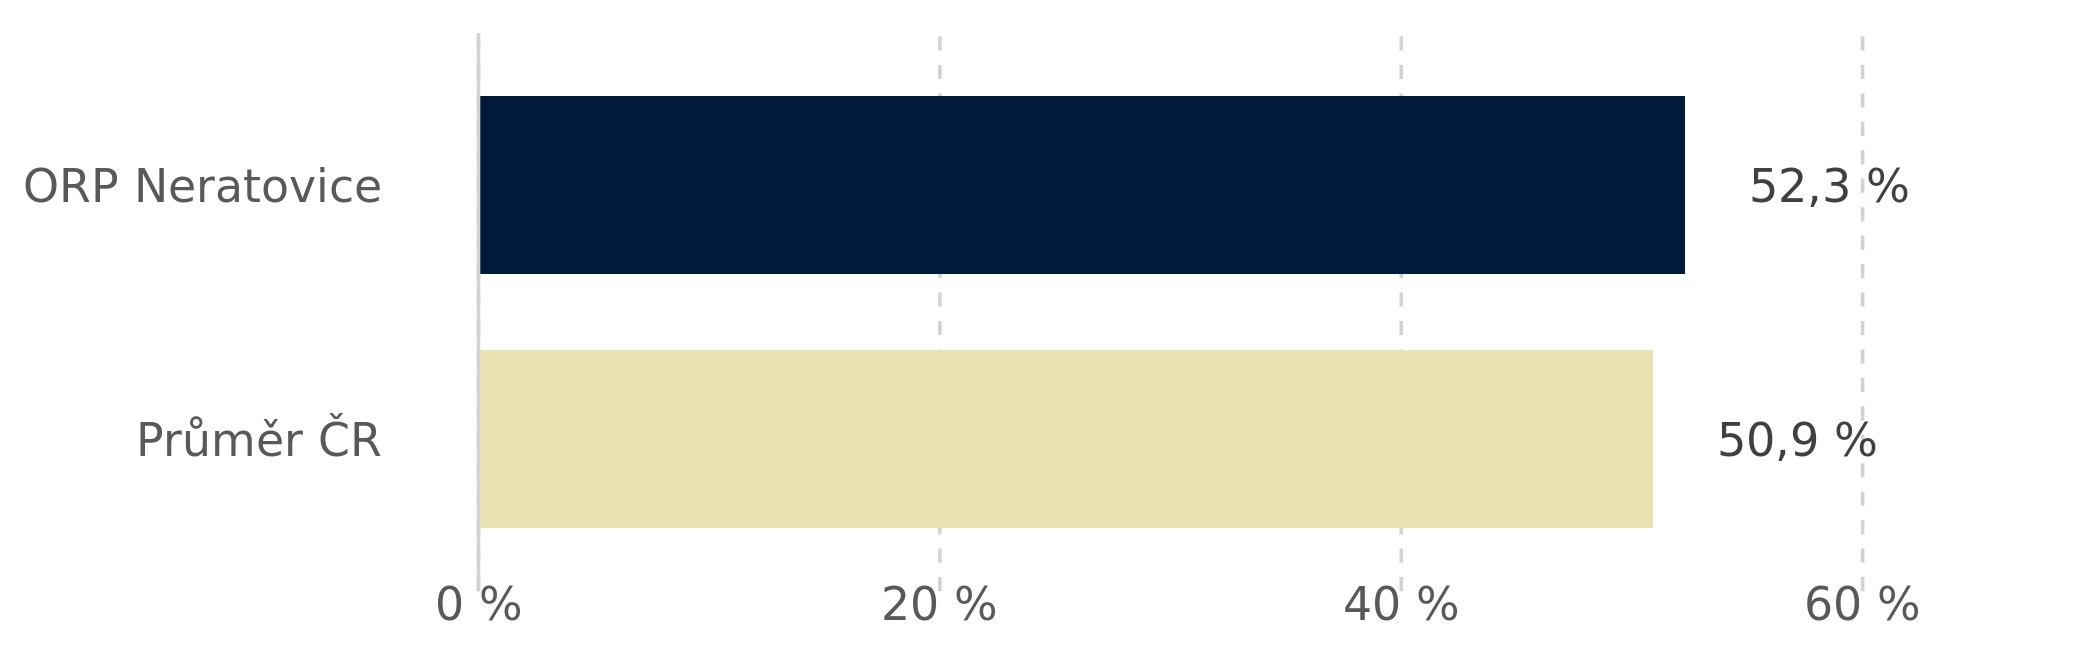 ORP Neratovice 52,3 %
Průměr ČR 50,9 %
0 % 20 % 40 % 60 %